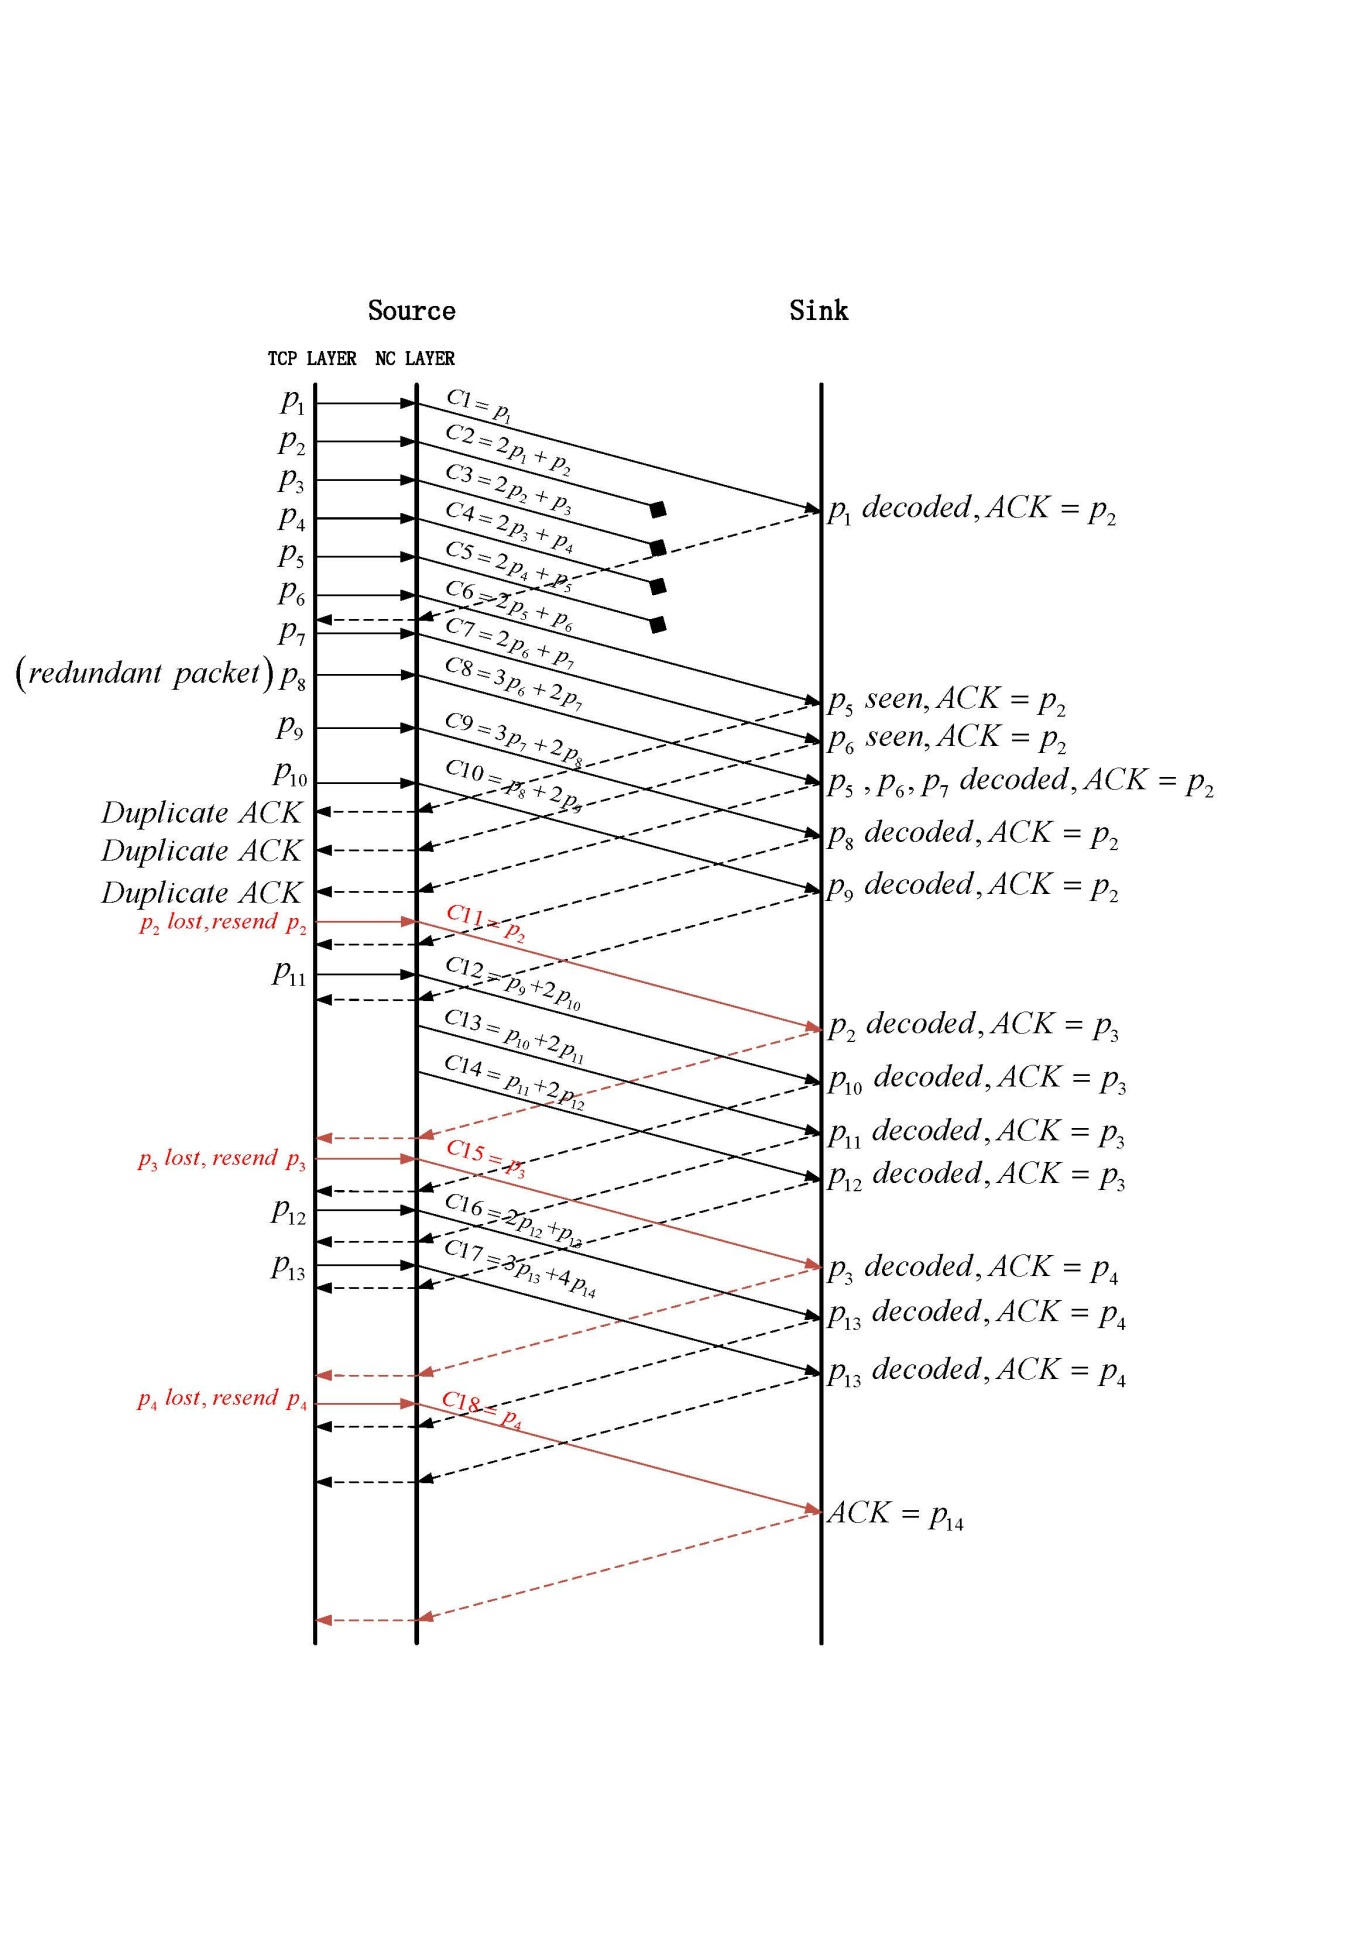 Source Sink
TCP LAYER NC LAYER
p₁ C1 = p₁
p₂ C2 = 2p₁ + p₂
p₃ C3 = 2p₂ + p₃
p₁ decoded, ACK = p₂
p₄ C4 = 2p₃ + p₄
p₅ C5 = 2p₄ + p₅
p₆ C6 = 2p₅ + p₆
p₇ C7 = 2p₆ + p₇
(redundant packet) p₈ C8 = 3p₆ + 2p₇
p₅ seen, ACK = p₂
p₉ C9 = 3p₇ + 2p₈
p₆ seen, ACK = p₂
p₁₀ C10 = p₈ + 2p₉
p₅ , p₆, p₇ decoded, ACK = p₂
Duplicate ACK
p₈ decoded, ACK = p₂
Duplicate ACK
p₉ decoded, ACK = p₂
Duplicate ACK
p₂ lost, resend p₂ C11 = p₂
p₁₁ C12 = p₉ + 2p₁₀
C13 = p₁₀ + 2p₁₁
p₂ decoded, ACK = p₃
C14 = p₁₁ + 2p₁₂
p₁₀ decoded, ACK = p₃
p₁₁ decoded, ACK = p₃
p₃ lost, resend p₃ C15 = p₃
p₁₂ decoded, ACK = p₃
p₁₂ C16 = 2p₁₂ + p₁₃
p₁₃ C17 = 3p₁₃ + 4p₁₄
p₃ decoded, ACK = p₄
p₁₃ decoded, ACK = p₄
p₁₃ decoded, ACK = p₄
p₄ lost, resend p₄ C18 = p₄
ACK = p₁₄